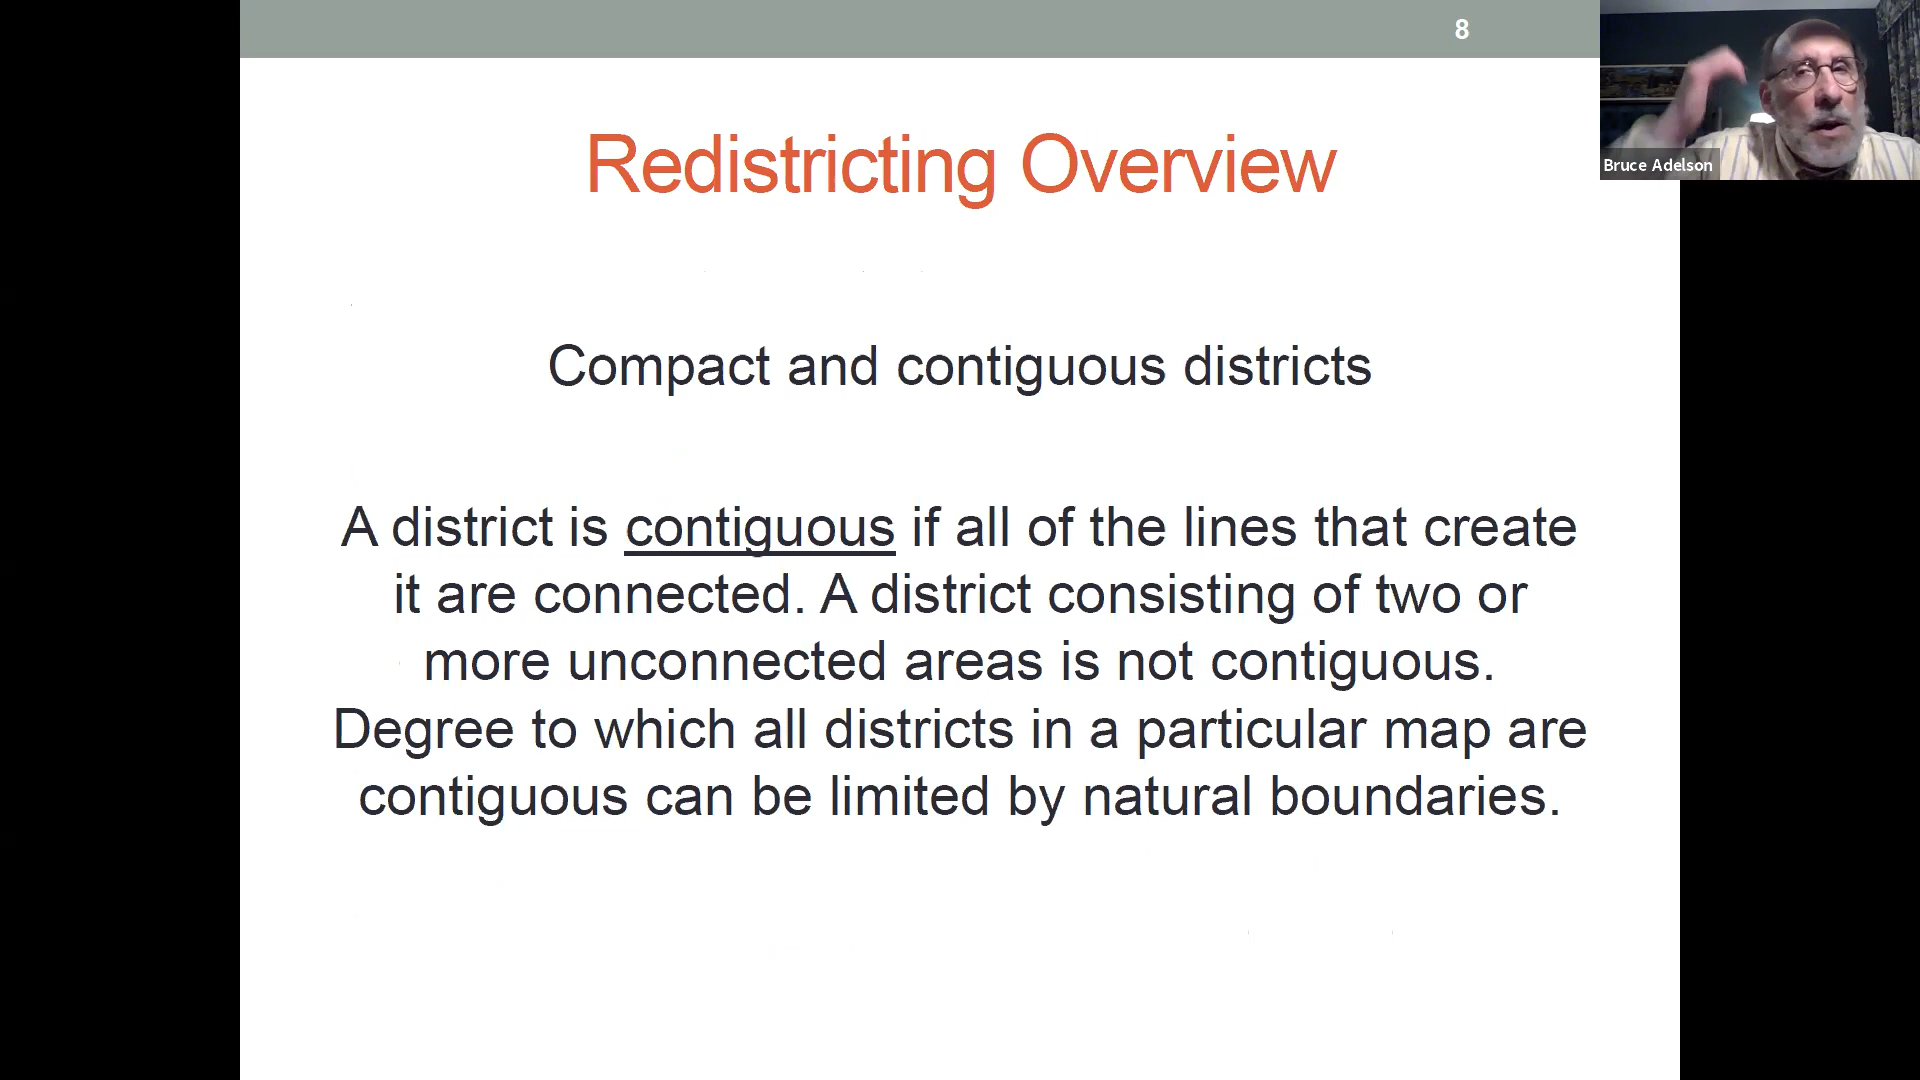 8
Redistricting Overview
Bruce Adelson
Compact and contiguous districts
A district is contiguous if all of the lines that create
it are connected. A district consisting of two or
more unconnected areas is not contiguous.
Degree to which all districts in a particular map are
contiguous can be limited by natural boundaries.